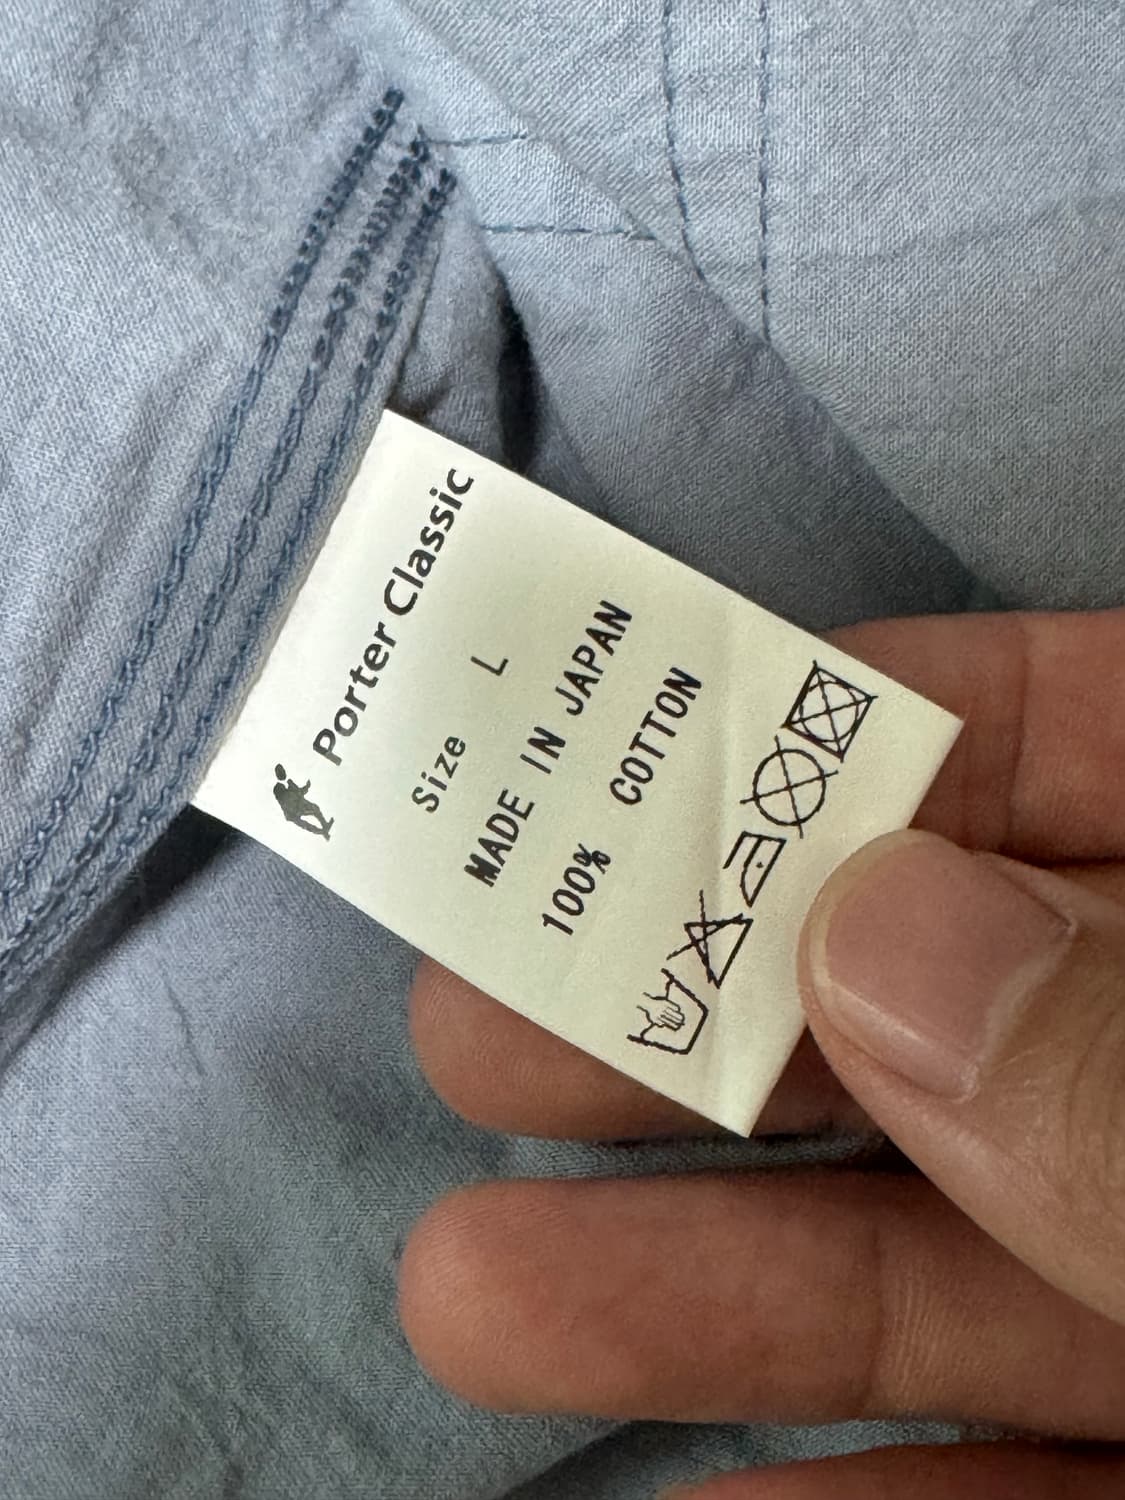 Porter Classic
Size L
MADE IN JAPAN
100% COTTON